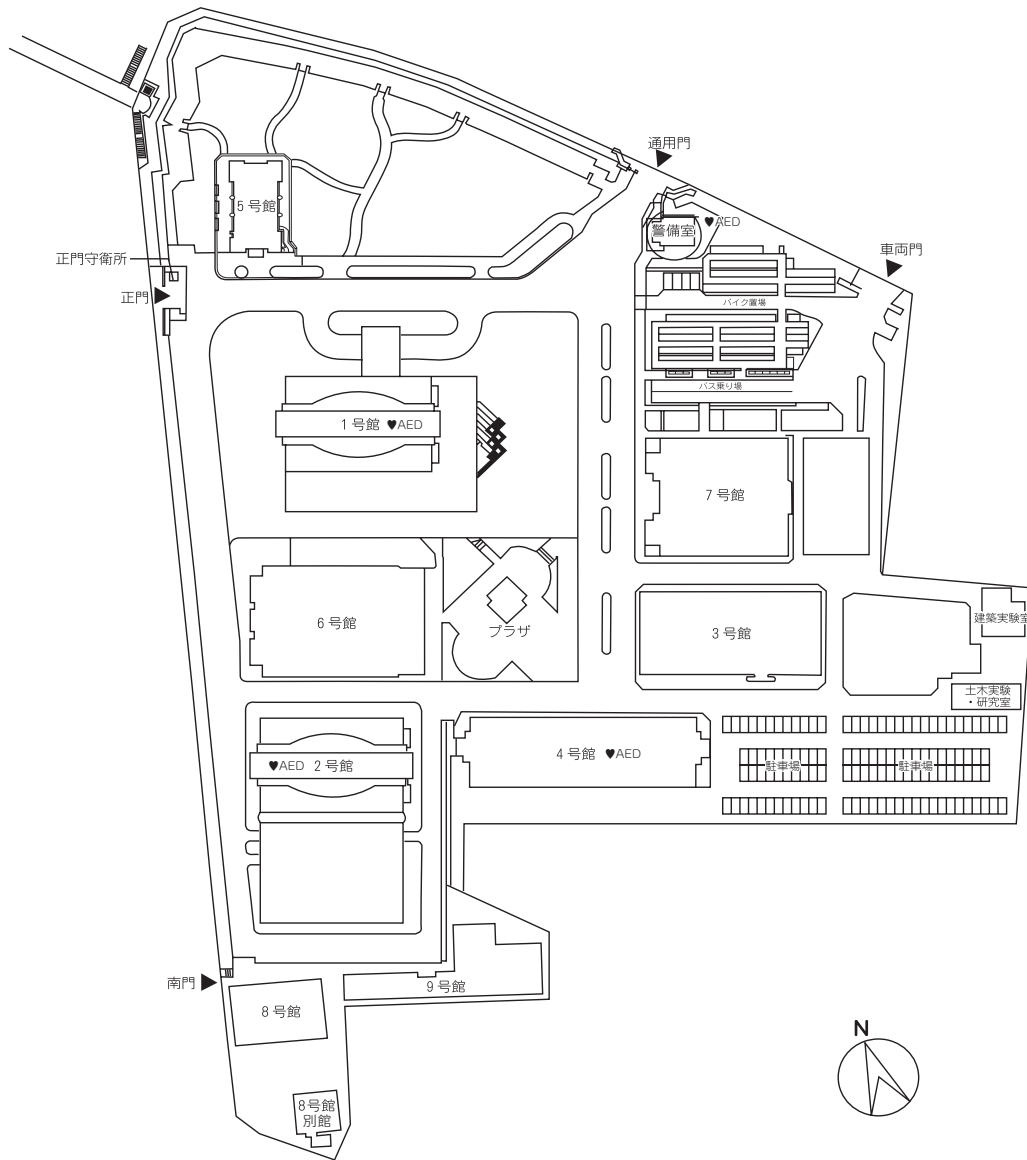 通用門
5号館
警備室 ♥AED
車両門
正門守衛所
正門
バイク置場
バス乗り場
1号館 ♥AED
7号館
6号館
プラザ
3号館
建築実験室
土木実験
・研究室
4号館 ♥AED
♥AED 2号館
駐車場
駐車場
南門
9号館
8号館
N
8号館
別館